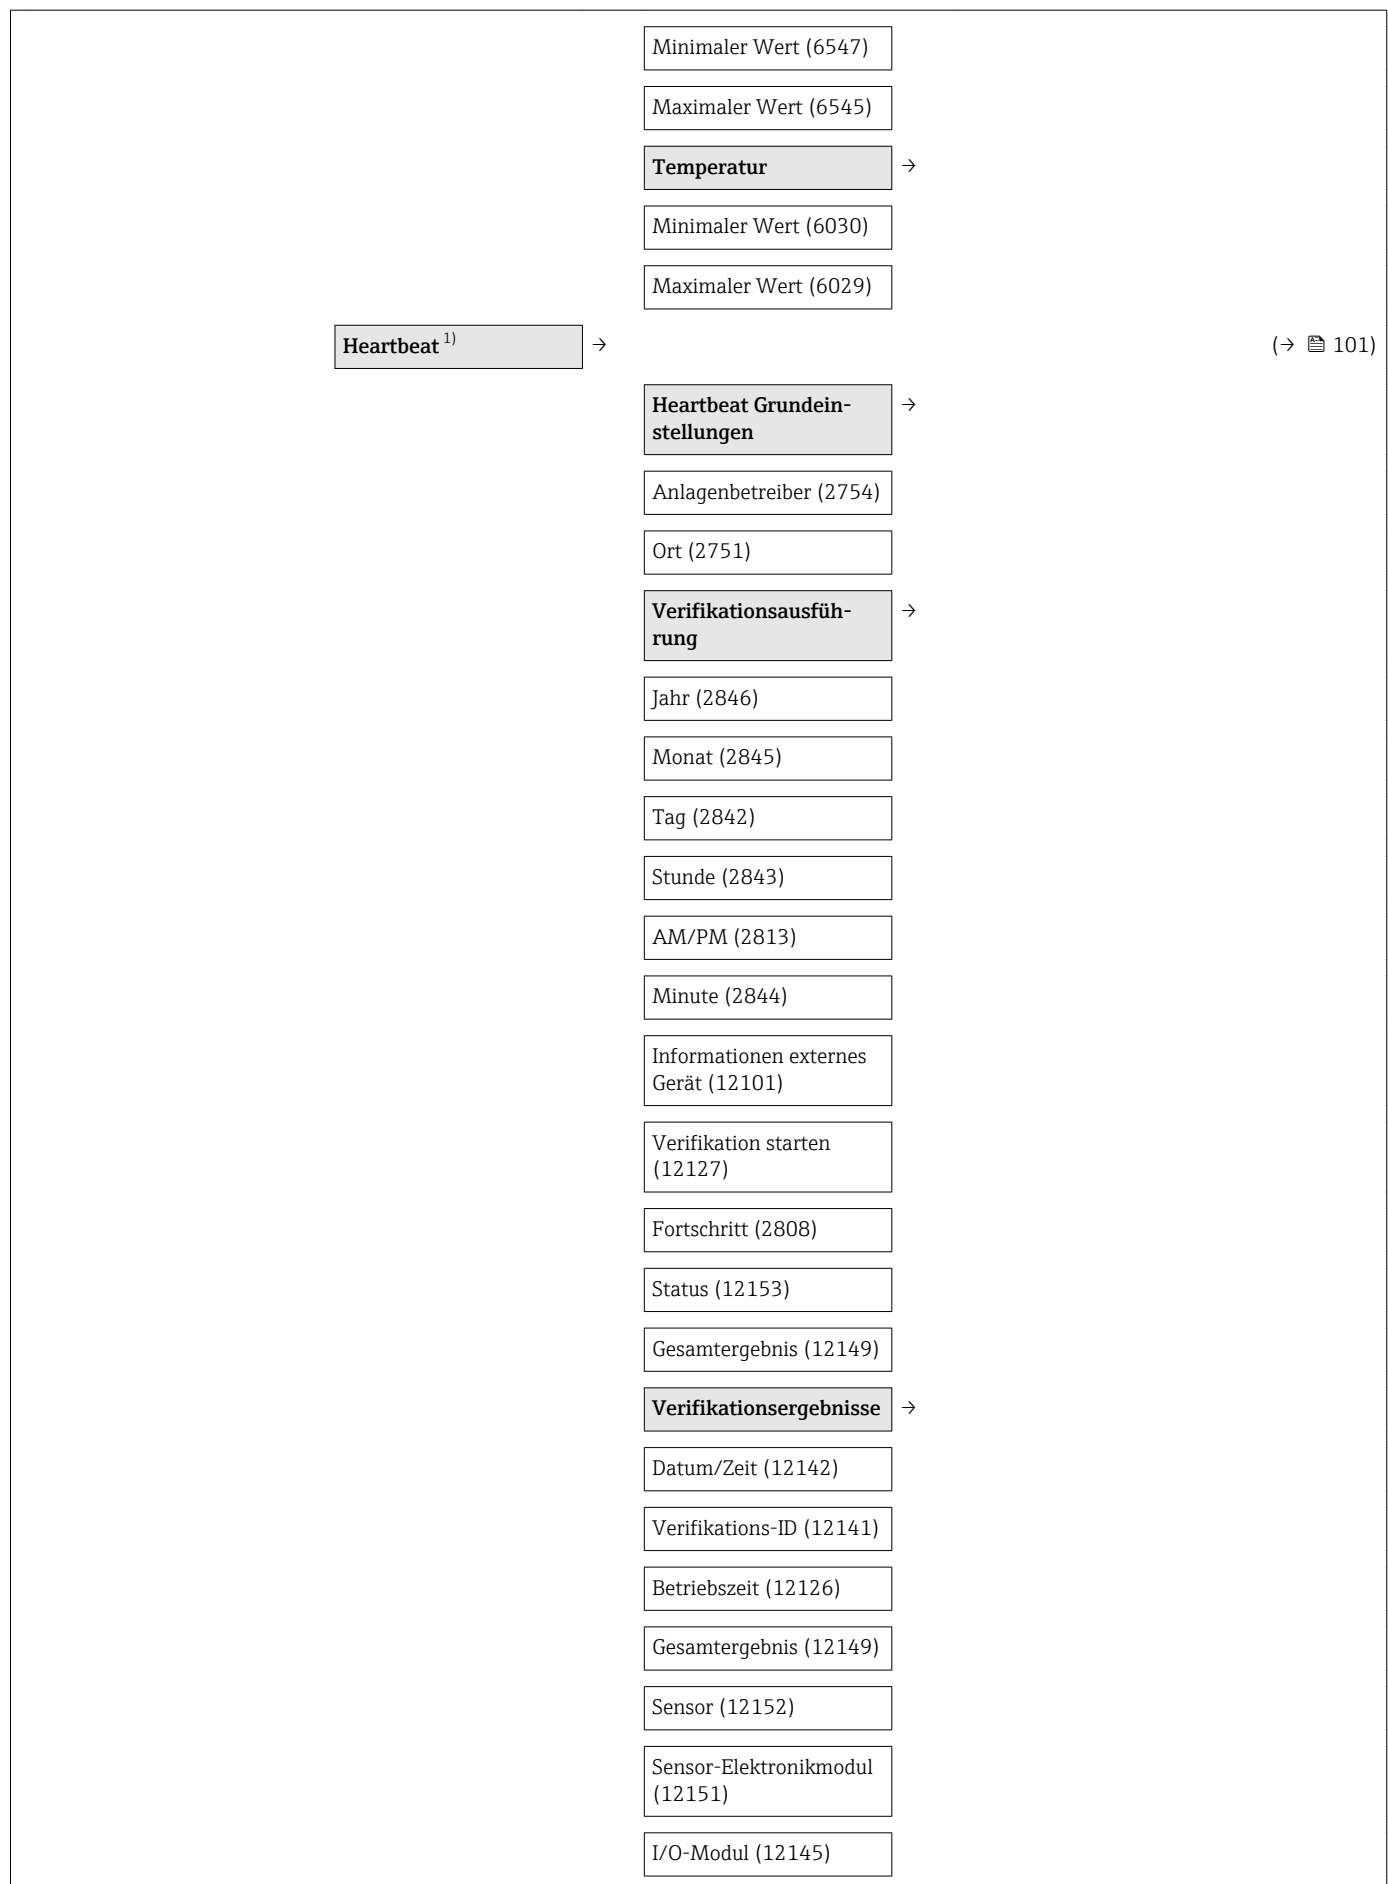 Minimaler Wert (6547)
Maximaler Wert (6545)
Temperatur →
Minimaler Wert (6030)
Maximaler Wert (6029)
Heartbeat 1) → (→ 101)
Heartbeat Grundein-
stellungen →
Anlagenbetreiber (2754)
Ort (2751)
Verifikationsausfüh- →
rung
Jahr (2846)
Monat (2845)
Tag (2842)
Stunde (2843)
AM/PM (2813)
Minute (2844)
Informationen externes
Gerät (12101)
Verifikation starten
(12127)
Fortschritt (2808)
Status (12153)
Gesamtergebnis (12149)
Verifikationsergebnisse →
Datum/Zeit (12142)
Verifikations-ID (12141)
Betriebszeit (12126)
Gesamtergebnis (12149)
Sensor (12152)
Sensor-Elektronikmodul
(12151)
I/O-Modul (12145)